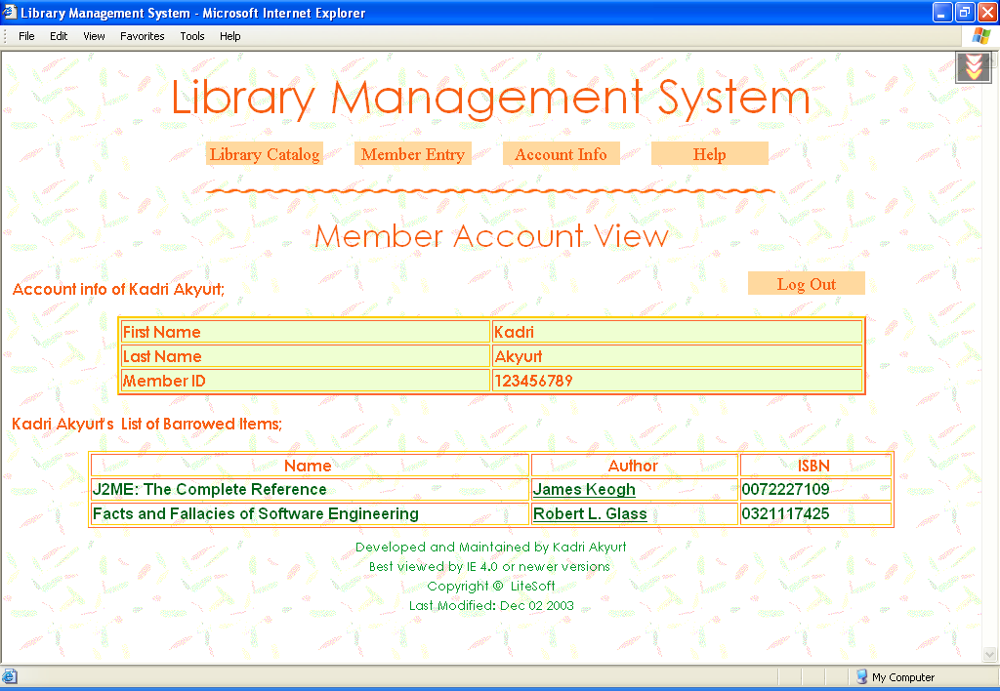 Library Management System - Microsoft Internet Explorer
File Edit View Favorites Tools Help
Library Management System
Library Catalog Member Entry Account Info Help
Member Account View
Log Out
Account info of Kadri Akyurt;
First Name Kadri
Last Name Akyurt
Member ID 123456789
Kadri Akyurt's List of Barrowed Items;
Name Author ISBN
J2ME: The Complete Reference James Keogh 0072227109
Facts and Fallacies of Software Engineering Robert L. Glass 0321117425
Developed and Maintained by Kadri Akyurt
Best viewed by IE 4.0 or newer versions
Copyright © LiteSoft
Last Modified: Dec 02 2003
My Computer